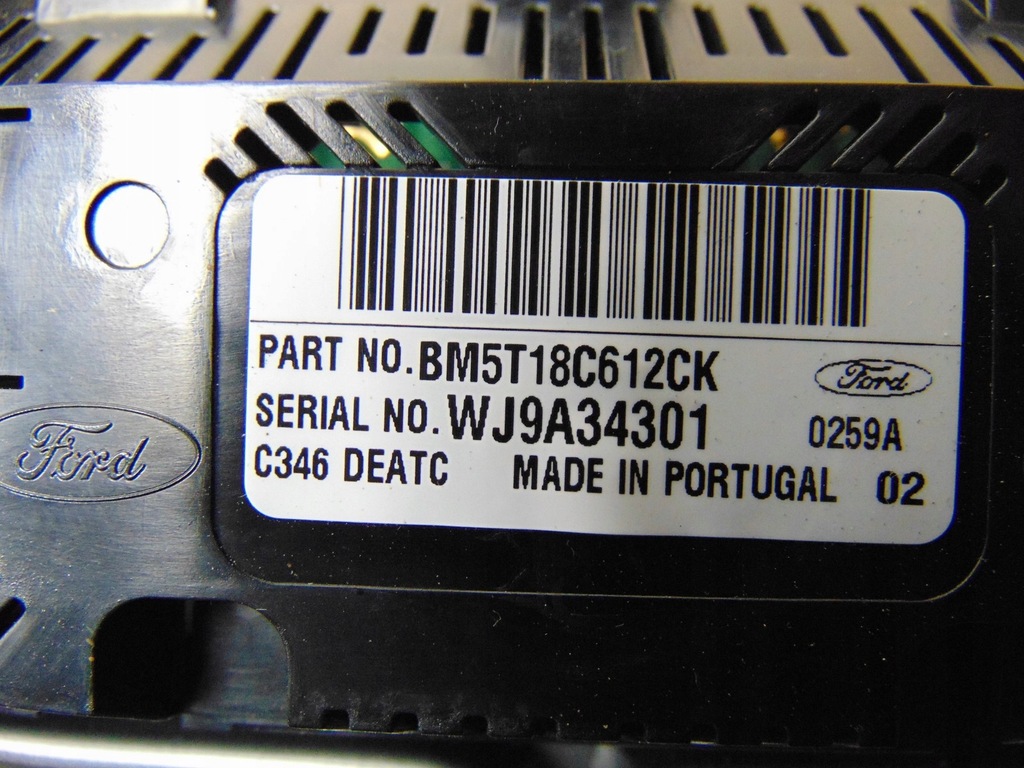 PART NO. BM5T18C612CK
Ford
SERIAL NO. WJ9A34301
0259A
C346 DEATC MADE IN PORTUGAL 02
Ford